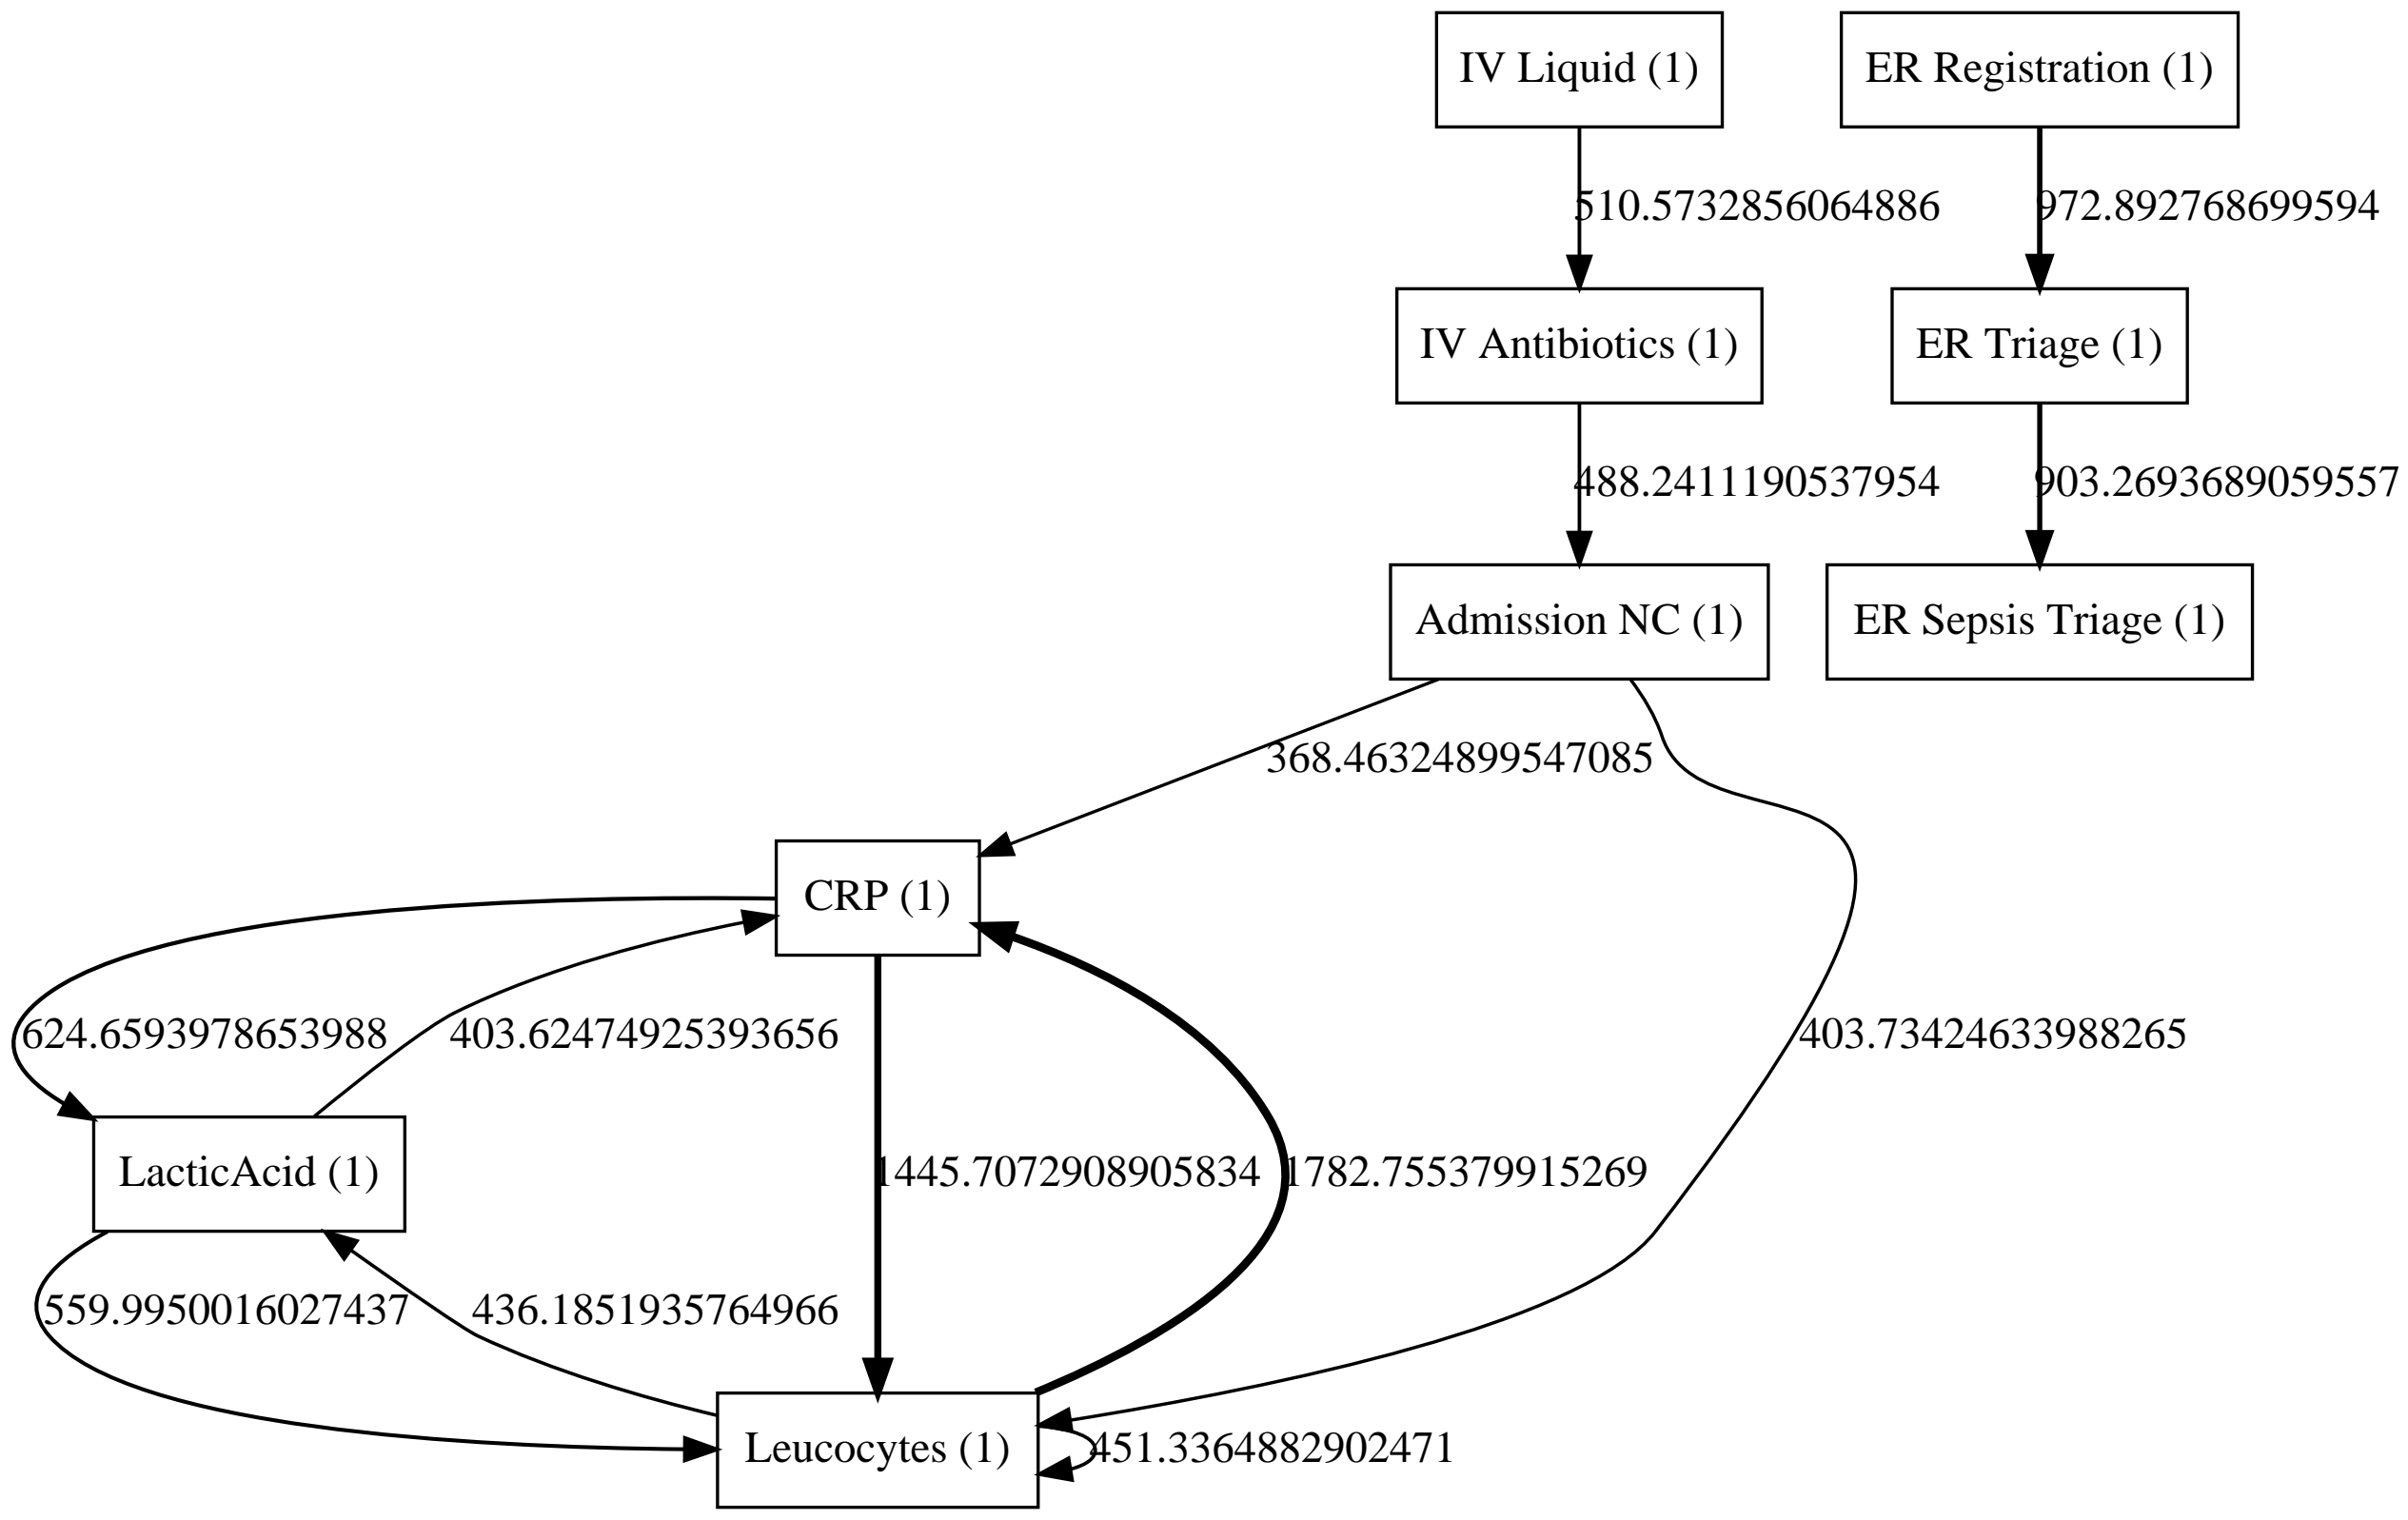 IV Liquid (1)
ER Registration (1)
510.5732856064886
972.892768699594
IV Antibiotics (1)
ER Triage (1)
488.2411190537954
903.2693689059557
Admission NC (1)
ER Sepsis Triage (1)
368.46324899547085
CRP (1)
624.6593978653988
403.62474925393656
403.73424633988265
LacticAcid (1)
1445.7072908905834
1782.755379915269
559.9950016027437
436.1851935764966
Leucocytes (1)
451.3364882902471